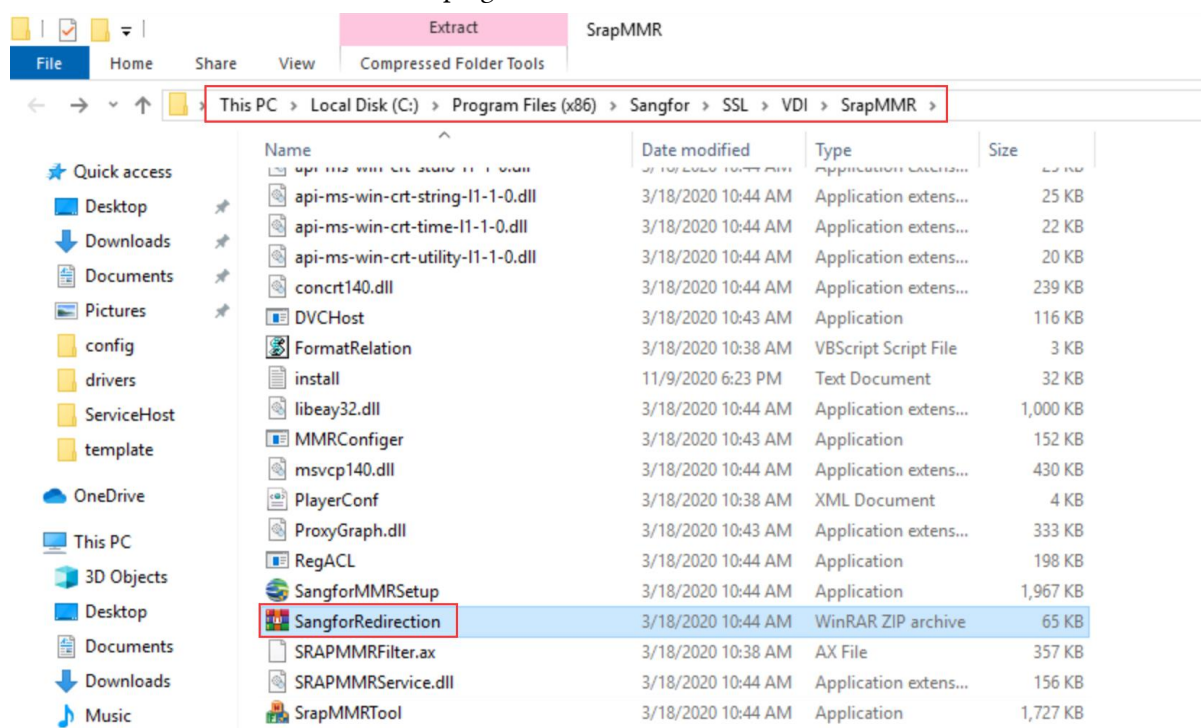 Extract SrapMMR
File Home Share View Compressed Folder Tools
This PC > Local Disk (C:) > Program Files (x86) > Sangfor > SSL > VDI > SrapMMR >
Name Date modified Type Size
Quick access
Desktop
Downloads
Documents
Pictures
config
drivers
ServiceHost
template
OneDrive
This PC
3D Objects
Desktop
Documents
Downloads
Music
api-ms-win-crt-string-l1-1-0.dll 3/18/2020 10:44 AM Application extens... 25 KB
api-ms-win-crt-time-l1-1-0.dll 3/18/2020 10:44 AM Application extens... 22 KB
api-ms-win-crt-utility-l1-1-0.dll 3/18/2020 10:44 AM Application extens... 20 KB
concrt140.dll 3/18/2020 10:44 AM Application extens... 239 KB
DVCHost 3/18/2020 10:43 AM Application 116 KB
FormatRelation 3/18/2020 10:38 AM VBScript Script File 3 KB
install 11/9/2020 6:23 PM Text Document 32 KB
libeay32.dll 3/18/2020 10:44 AM Application extens... 1,000 KB
MMRConfiger 3/18/2020 10:43 AM Application 152 KB
msvcp140.dll 3/18/2020 10:44 AM Application extens... 430 KB
PlayerConf 3/18/2020 10:38 AM XML Document 4 KB
ProxyGraph.dll 3/18/2020 10:43 AM Application extens... 333 KB
RegACL 3/18/2020 10:44 AM Application 198 KB
SangforMMRSetup 3/18/2020 10:44 AM Application 1,967 KB
SangforRedirection 3/18/2020 10:44 AM WinRAR ZIP archive 65 KB
SRAPMMRFilter.ax 3/18/2020 10:38 AM AX File 357 KB
SRAPMMRService.dll 3/18/2020 10:44 AM Application extens... 156 KB
SrapMMRTool 3/18/2020 10:44 AM Application 1,727 KB